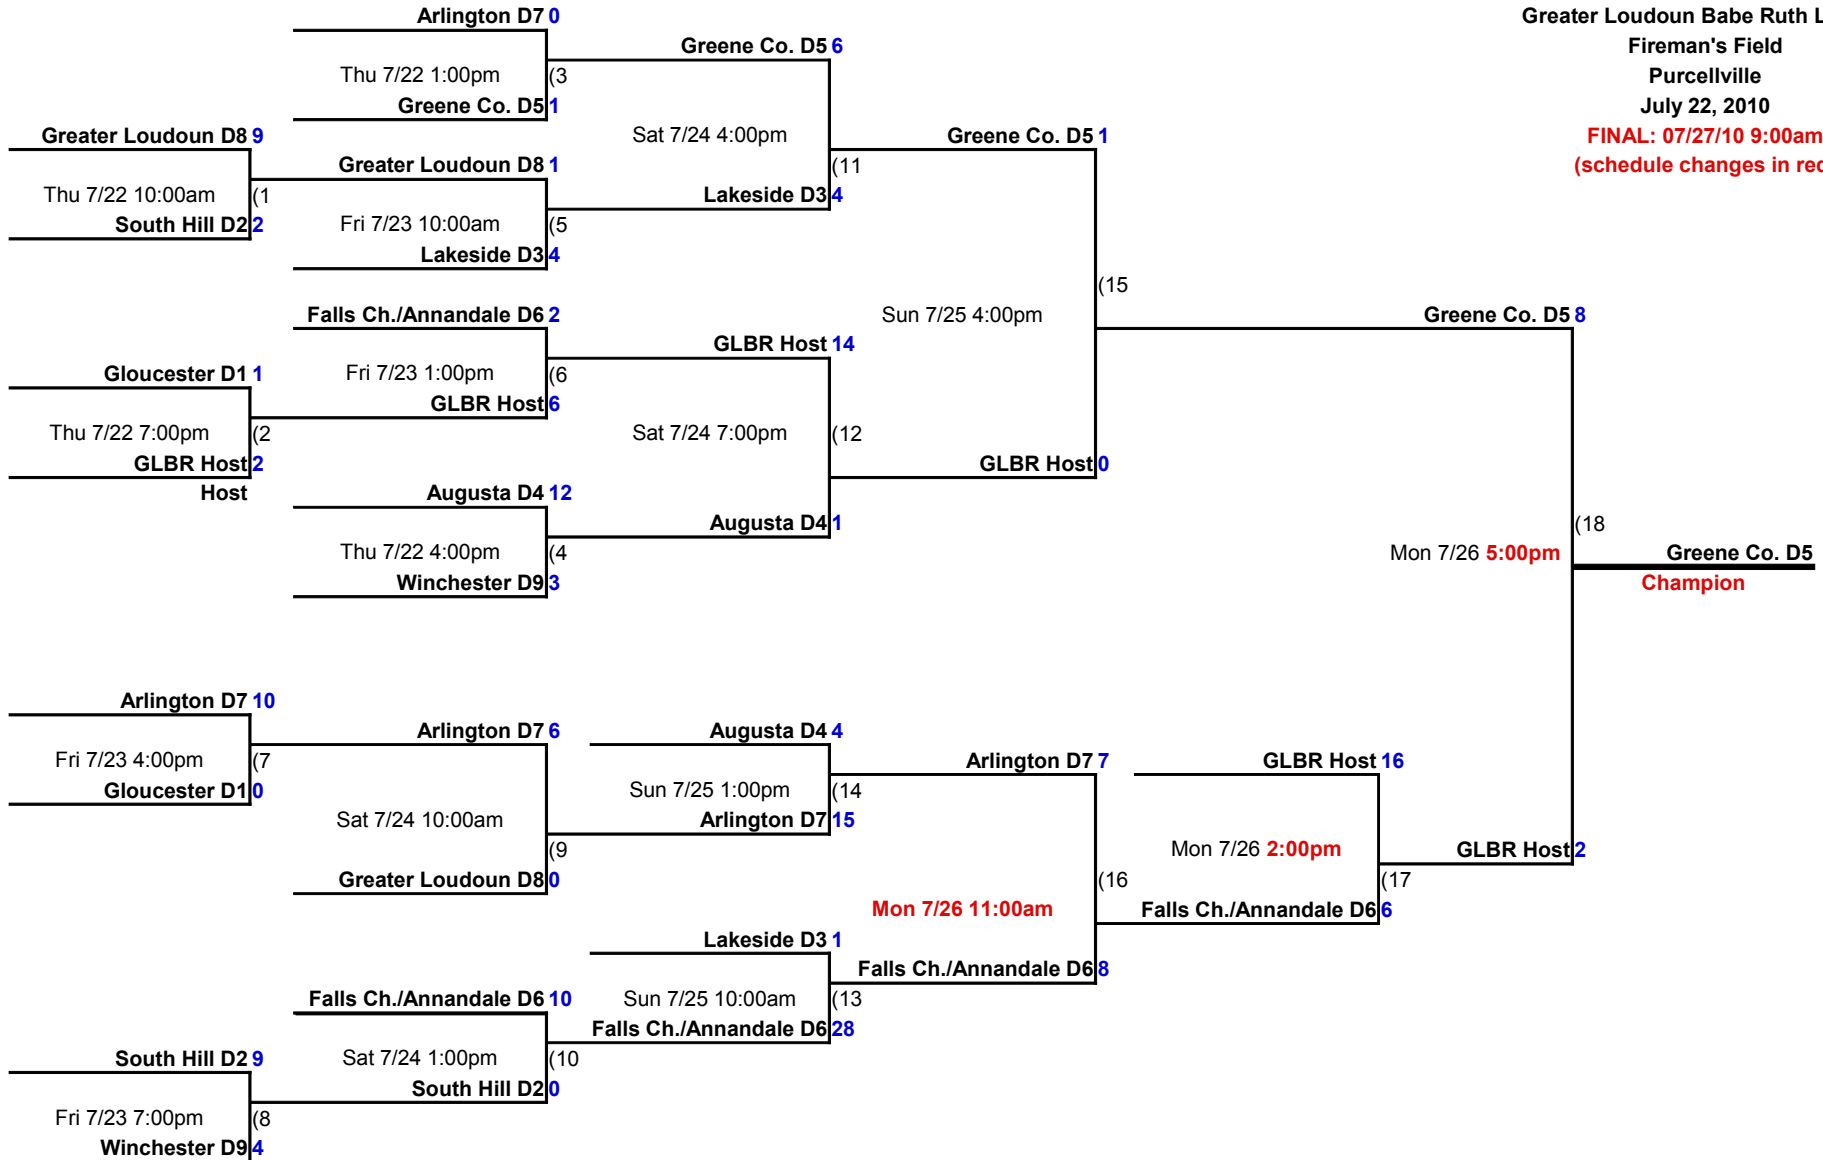 Arlington D7 0
Greater Loudoun Babe Ruth L
Greene Co. D5 6
Fireman's Field
Thu 7/22 1:00pm (3
Purcellville
Greene Co. D5 1
July 22, 2010
Greater Loudoun D8 9
Sat 7/24 4:00pm
Greene Co. D5 1
FINAL: 07/27/10 9:00am
Greater Loudoun D8 1
(11
(schedule changes in red
Thu 7/22 10:00am (1
Lakeside D3 4
South Hill D2 2
Fri 7/23 10:00am (5
Lakeside D3 4
(15
Falls Ch./Annandale D6 2
Sun 7/25 4:00pm
Greene Co. D5 8
GLBR Host 14
Gloucester D1 1
Fri 7/23 1:00pm (6
GLBR Host 6
Thu 7/22 7:00pm (2
Sat 7/24 7:00pm (12
GLBR Host 2
GLBR Host 0
Host
Augusta D4 12
Augusta D4 1
(18
Thu 7/22 4:00pm (4
Mon 7/26 5:00pm
Greene Co. D5
Winchester D9 3
Champion
Arlington D7 10
Arlington D7 6
Augusta D4 4
Fri 7/23 4:00pm (7
Arlington D7 7
GLBR Host 16
Gloucester D1 0
Sun 7/25 1:00pm (14
Sat 7/24 10:00am
Arlington D7 15
(9
Mon 7/26 2:00pm
GLBR Host 2
Greater Loudoun D8 0
(16
(17
Mon 7/26 11:00am
Falls Ch./Annandale D6 6
Lakeside D3 1
Falls Ch./Annandale D6 8
Falls Ch./Annandale D6 10
Sun 7/25 10:00am (13
Falls Ch./Annandale D6 28
South Hill D2 9
Sat 7/24 1:00pm (10
South Hill D2 0
Fri 7/23 7:00pm (8
Winchester D9 4